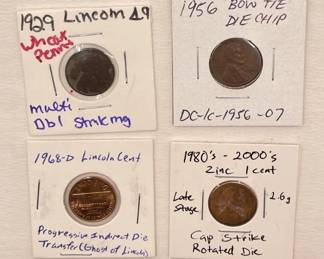 1929 Lincoln
Wheat
Penny
multi
Dbl Striking
1956 BOW TIE
DIE CHIP
DC-1c-1956-07
1968-D Lincoln Cent
Progressive Indirect Die
Transfer (Ghost of Lincoln)
1980's - 2000's
Zinc 1 cent
Late
Stage
2.6g
Cap Strike
Rotated Die